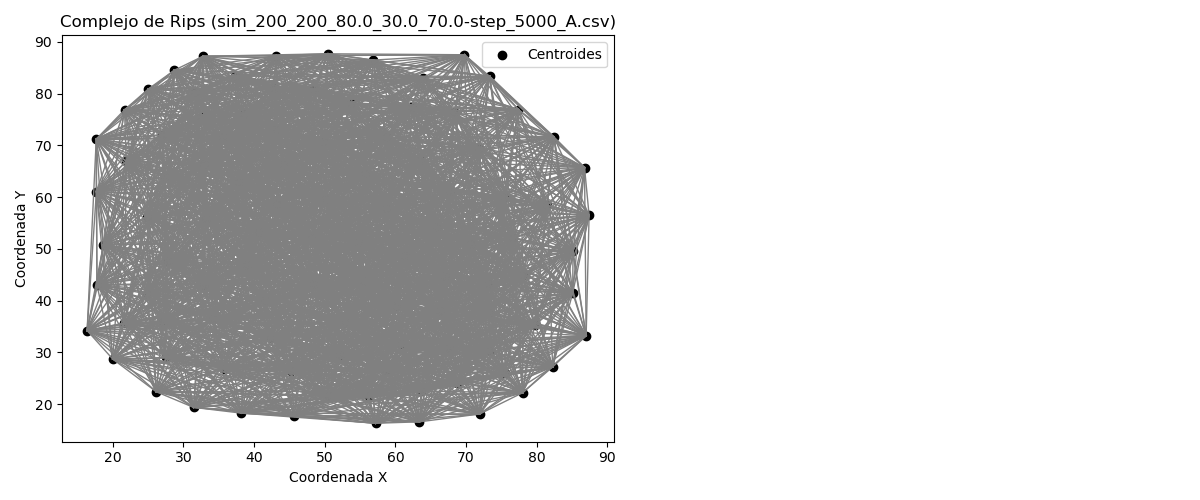 Complejo de Rips (sim_200_200_80.0_30.0_70.0-step_5000_A.csv)
Centroides
90
80
70
60
50
40
30
20
Coordenada Y
20 30 40 50 60 70 80 90
Coordenada X